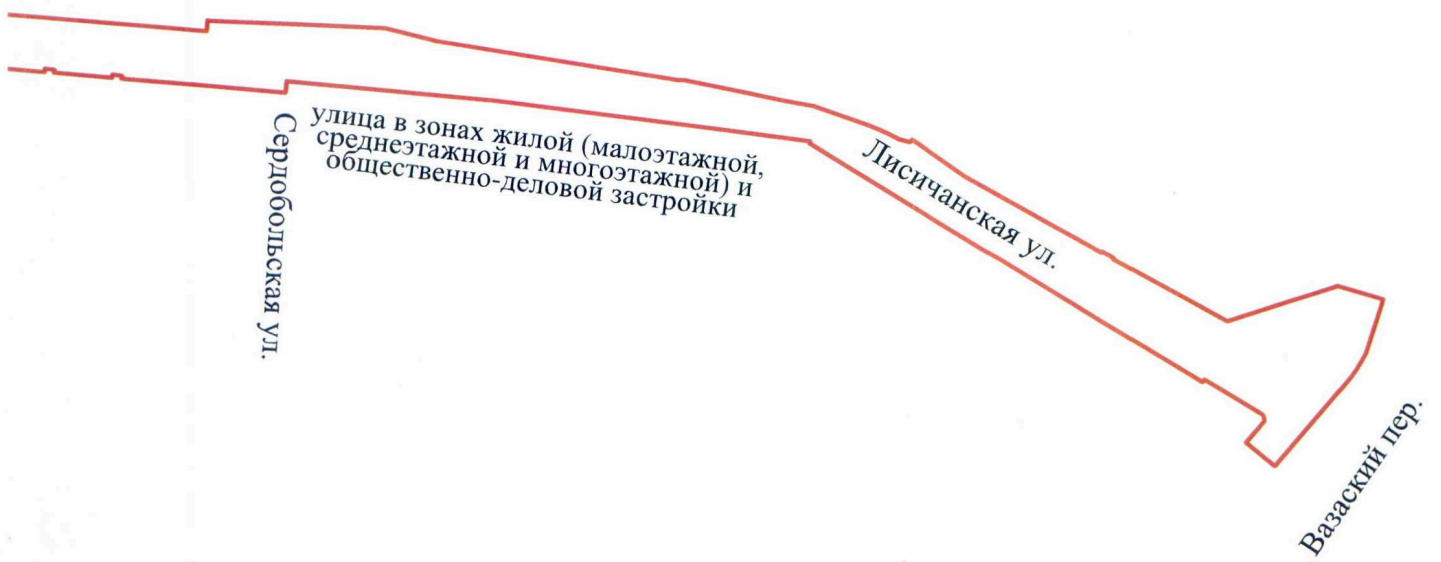 улица в зонах жилой (малоэтажной,
среднеэтажной и многоэтажной) и
общественно-деловой застройки
Сердобольская ул.
Лисичанская ул.
Вазаский пер.